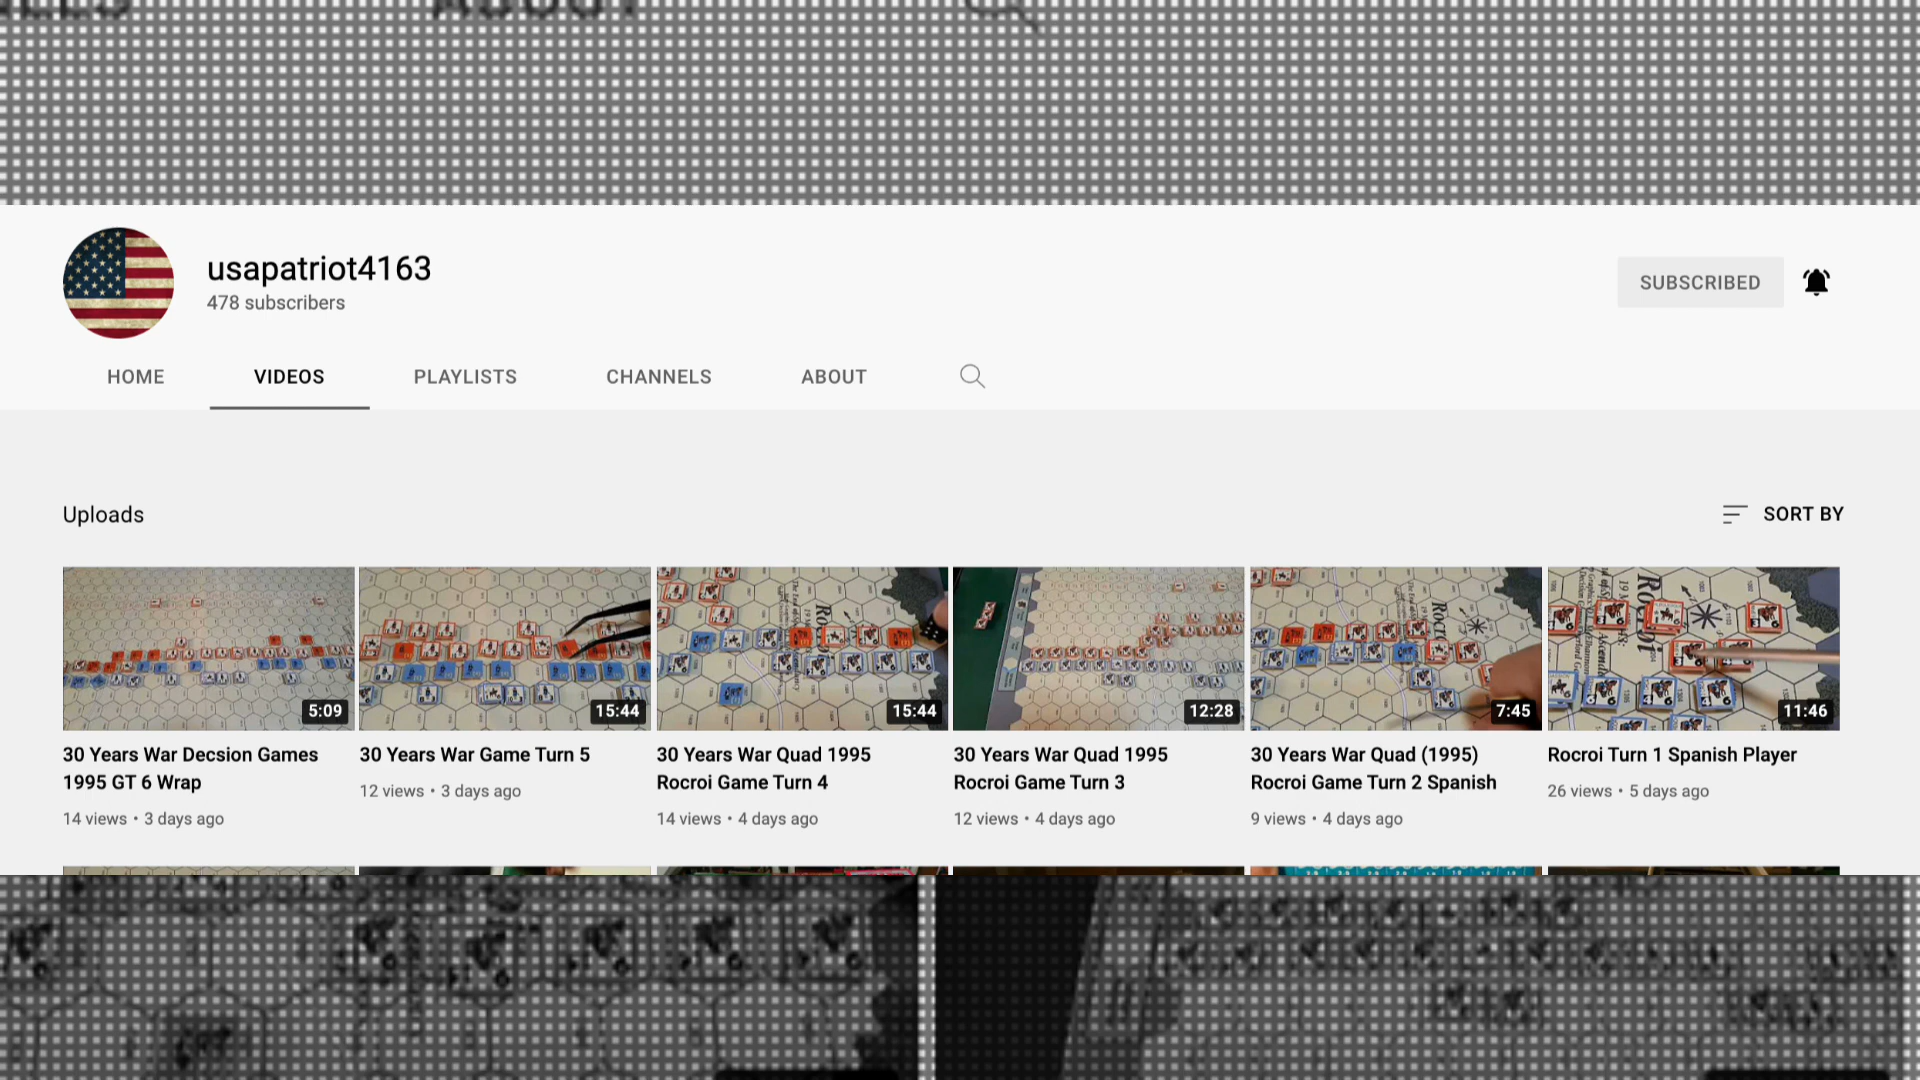 ABOUT
usapatriot4163
478 subscribers
SUBSCRIBED
HOME
VIDEOS
PLAYLISTS
CHANNELS
ABOUT
Uploads
SORT BY
5:09
15:44
15:44
12:28
7:45
11:46
30 Years War Decsion Games
1995 GT 6 Wrap
14 views • 3 days ago
30 Years War Game Turn 5
12 views • 3 days ago
30 Years War Quad 1995
Rocroi Game Turn 4
14 views • 4 days ago
30 Years War Quad 1995
Rocroi Game Turn 3
12 views • 4 days ago
30 Years War Quad (1995)
Rocroi Game Turn 2 Spanish
9 views • 4 days ago
Rocroi Turn 1 Spanish Player
26 views • 5 days ago